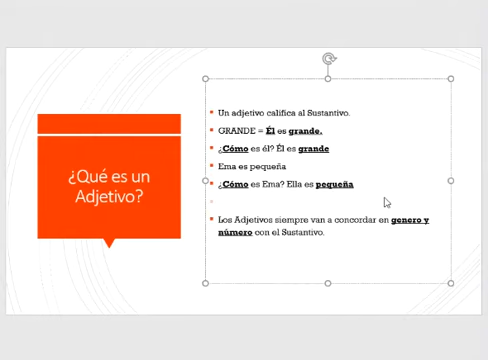 ¿Qué es un
Adjetivo?
Un adjetivo califica al Sustantivo.
GRANDE = Él es grande.
¿Cómo es él? Él es grande
Ema es pequeña
¿Cómo es Ema? Ella es pequeña
Los Adjetivos siempre van a concordar en genero y
número con el Sustantivo.